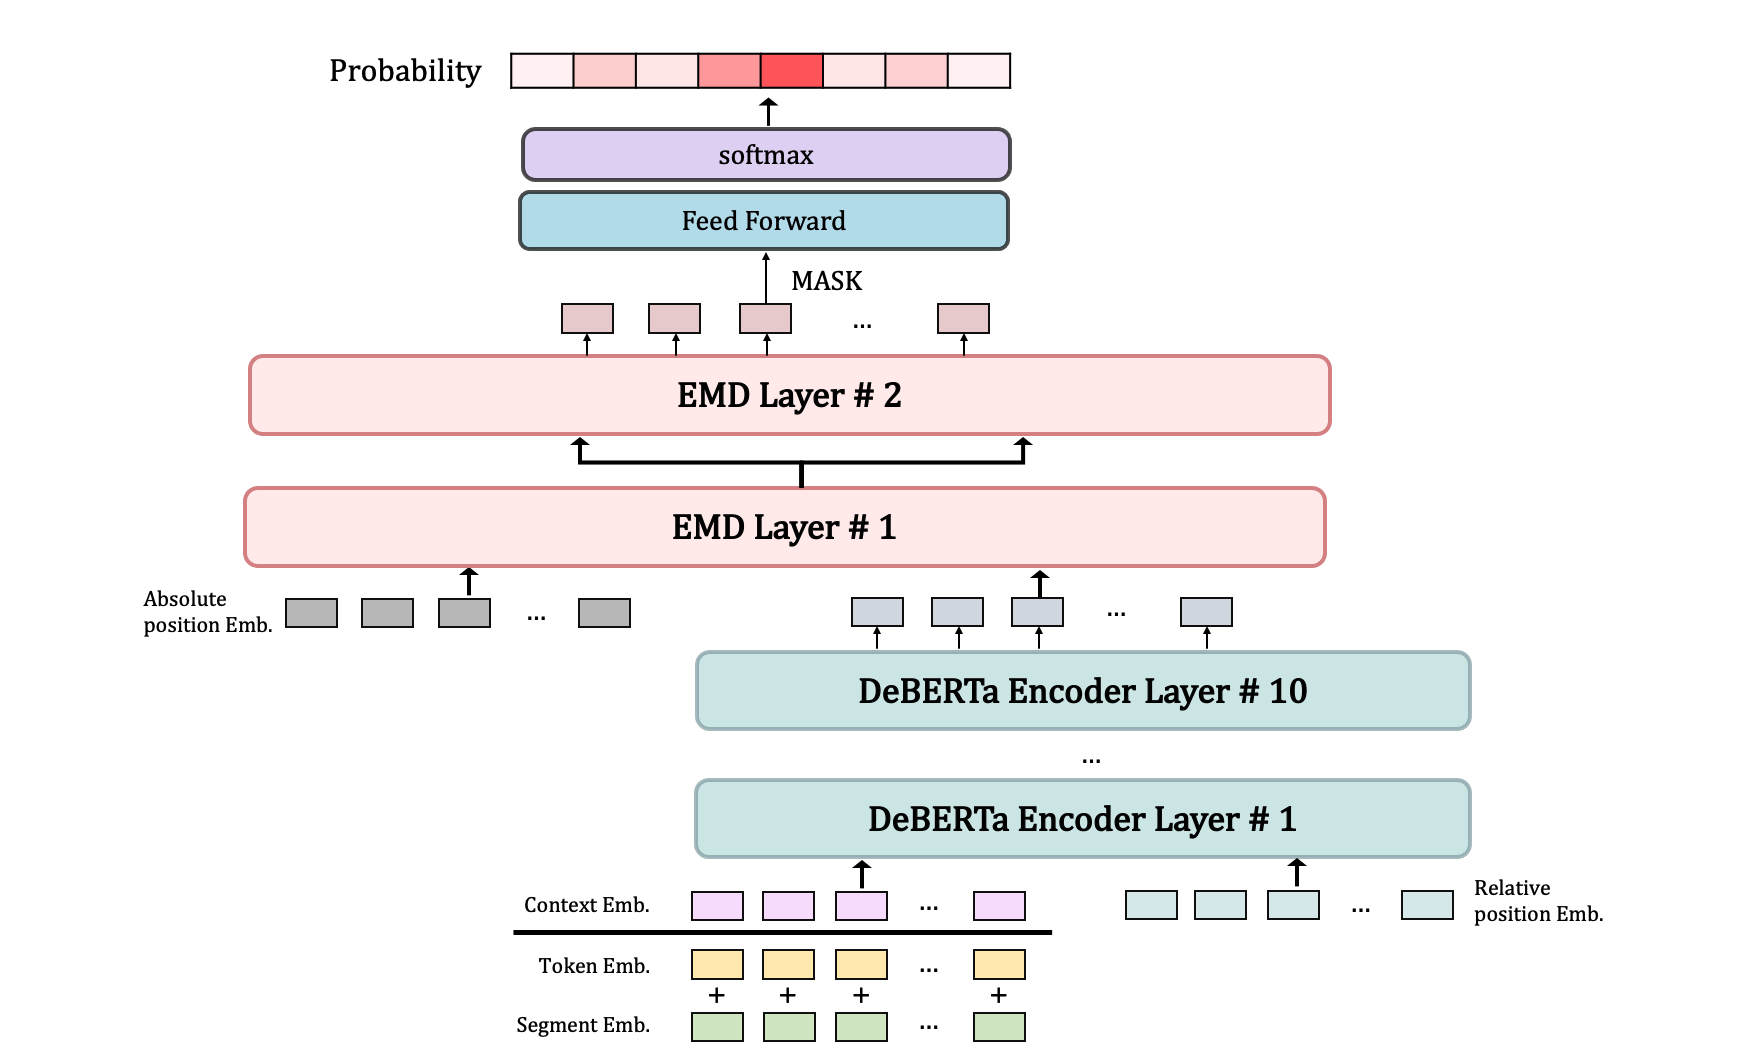 Probability
softmax
Feed Forward
MASK
...
EMD Layer # 2
EMD Layer # 1
Absolute
position Emb.
...
...
DeBERTa Encoder Layer # 10
...
DeBERTa Encoder Layer # 1
Context Emb.
...
...
Relative
position Emb.
Token Emb.
...
+ + + +
Segment Emb.
...